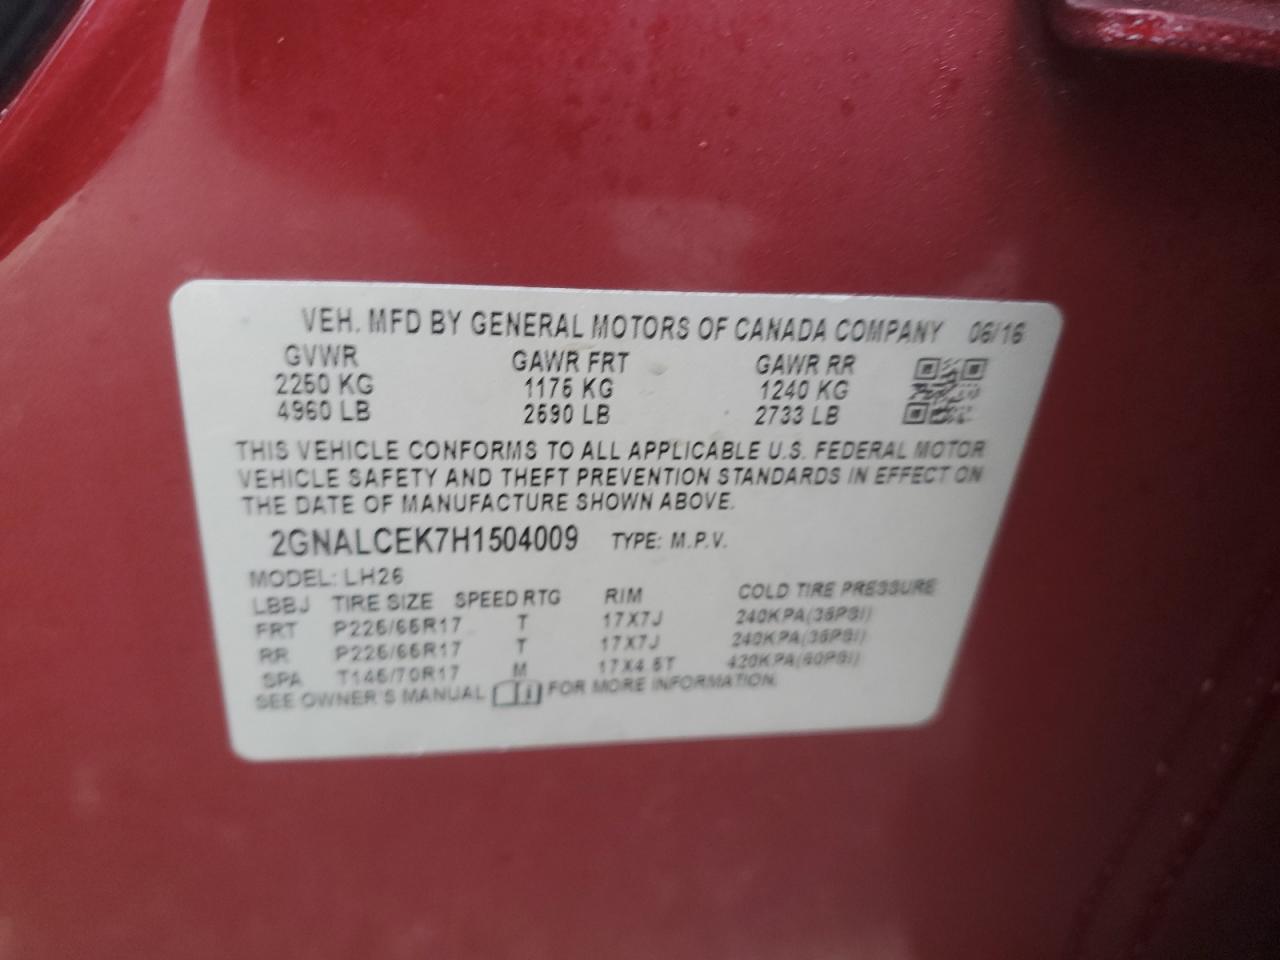 VEH. MFD BY GENERAL MOTORS OF CANADA COMPANY 06/16
GVWR GAWR FRT GAWR RR
2250 KG 1175 KG 1240 KG
4960 LB 2590 LB 2733 LB
THIS VEHICLE CONFORMS TO ALL APPLICABLE U.S. FEDERAL MOTOR
VEHICLE SAFETY AND THEFT PREVENTION STANDARDS IN EFFECT ON
THE DATE OF MANUFACTURE SHOWN ABOVE.
2GNALCEK7H1504009 TYPE: M.P.V.
MODEL: LH26
LBBJ TIRE SIZE SPEED RTG RIM COLD TIRE PRESSURE
FRT P225/65R17 T 17X7J 240KPA(35PSI)
RR P225/65R17 T 17X7J 240KPA(35PSI)
SPA T145/70R17 M 17X4.5T 420KPA(60PSI)
SEE OWNER'S MANUAL FOR MORE INFORMATION.